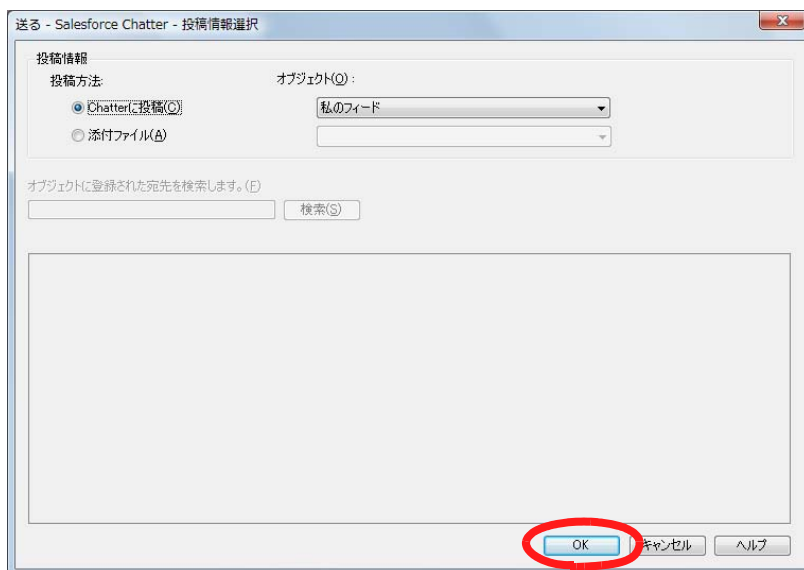 送る - Salesforce Chatter - 投稿情報選択
投稿情報
投稿方法:
オブジェクト(O):
Chatterに投稿(C)
私のフィード
添付ファイル(A)
オブジェクトに登録された宛先を検索します。(F)
検索(S)
OK
キャンセル
ヘルプ